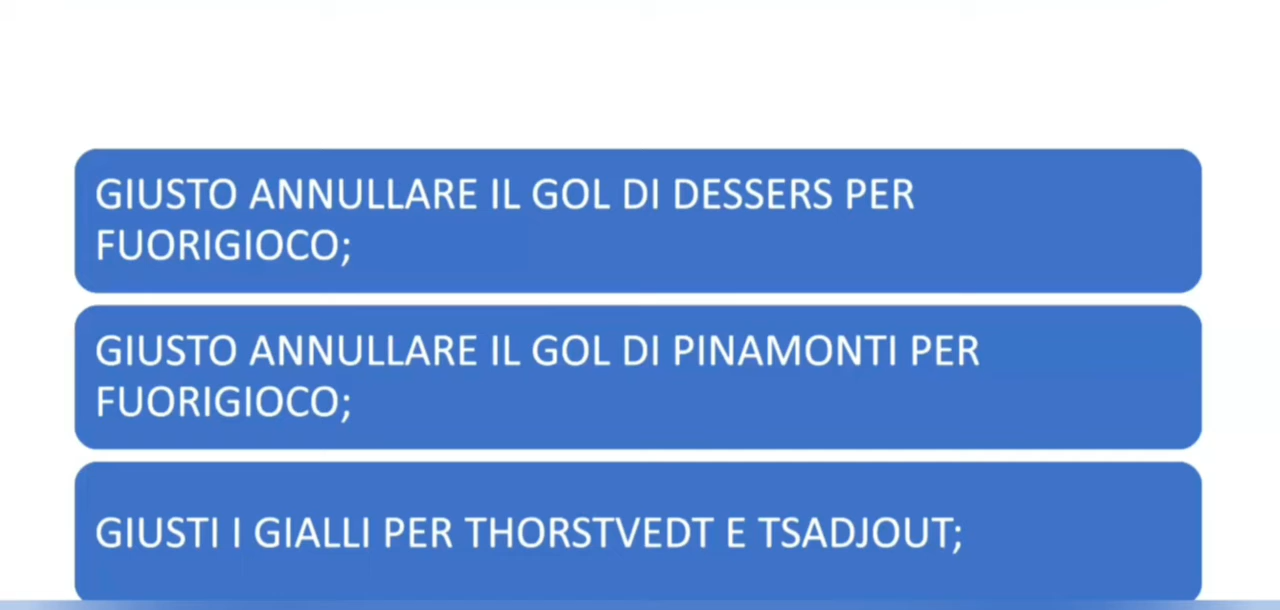 GIUSTO ANNULLARE IL GOL DI DESSERS PER
FUORIGIOCO;
GIUSTO ANNULLARE IL GOL DI PINAMONTI PER
FUORIGIOCO;
GIUSTI I GIALLI PER THORSTVEDT E TSADJOUT;